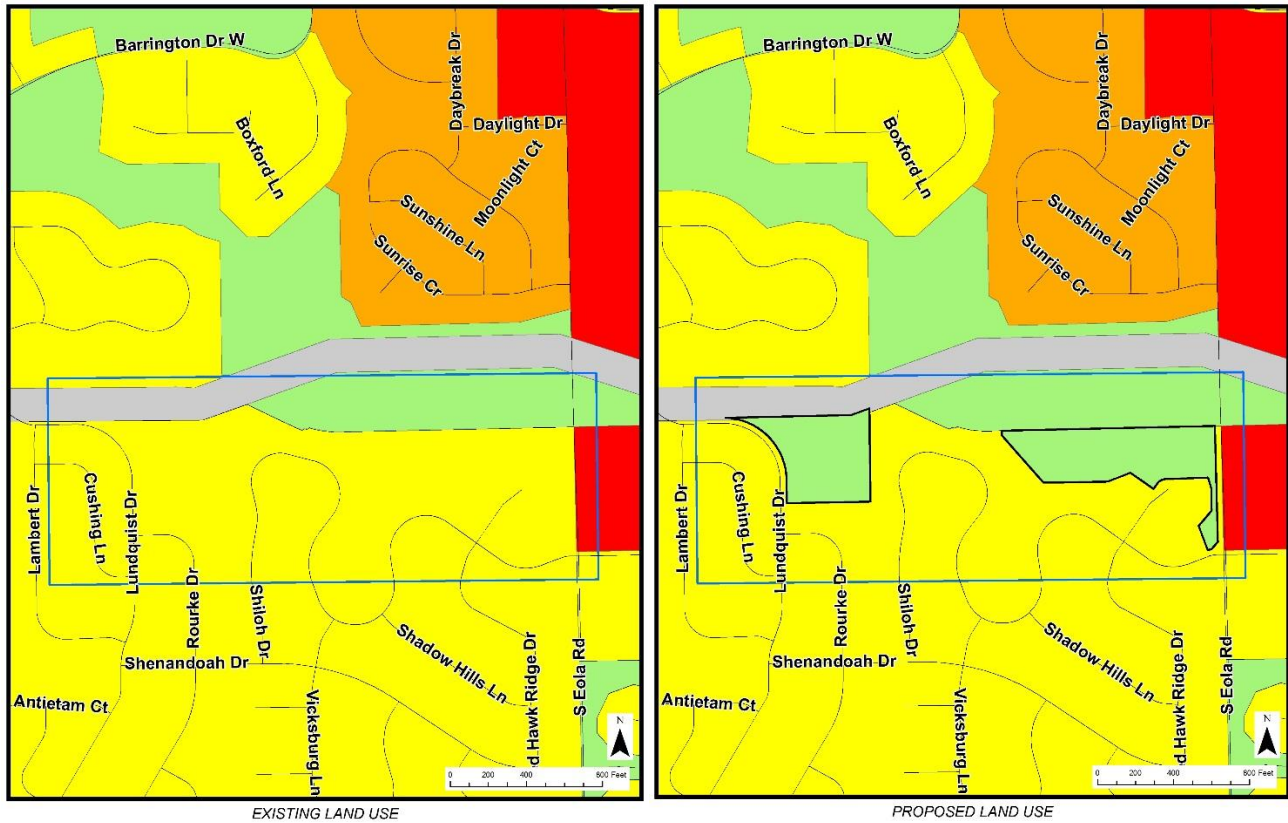 Barrington Dr W
Daybreak Dr
Daylight Dr
Boxford Ln
Moonlight Ct
Sunshine Ln
Sunrise Cr
Lambert Dr
Cushing Ln
Lundquist Dr
Rourke Dr
Shiloh Dr
Shadow Hills Ln
Shenandoah Dr
Antietam Ct
Vicksburg Ln
d Hawk Ridge Dr
S Eola Rd
N
0 200 400 600 Feet
EXISTING LAND USE
Barrington Dr W
Daybreak Dr
Daylight Dr
Boxford Ln
Moonlight Ct
Sunshine Ln
Sunrise Cr
Lambert Dr
Cushing Ln
Lundquist Dr
Rourke Dr
Shiloh Dr
Shadow Hills Ln
Shenandoah Dr
Antietam Ct
Vicksburg Ln
d Hawk Ridge Dr
S Eola Rd
N
0 200 400 600 Feet
PROPOSED LAND USE